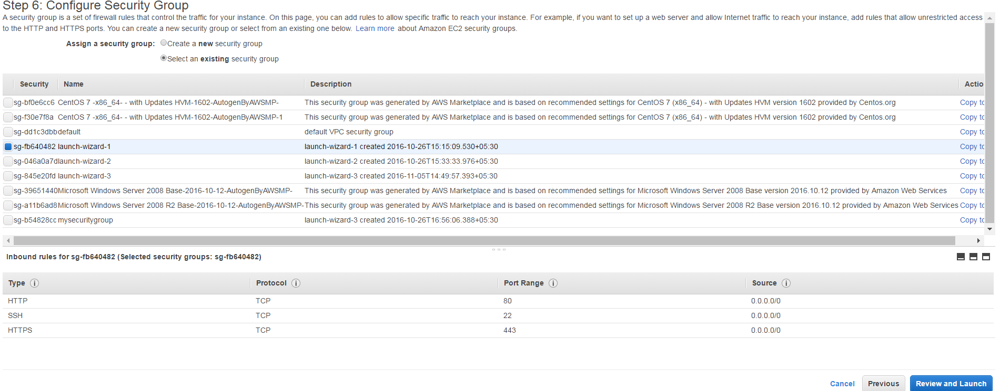 Step 6: Configure Security Group
A security group is a set of firewall rules that control the traffic for your instance. On this page, you can add rules to allow specific traffic to reach your instance. For example, if you want to set up a web server and allow Internet traffic to reach your instance, add rules that allow unrestricted access
to the HTTP and HTTPS ports. You can create a new security group or select from an existing one below. Learn more about Amazon EC2 security groups.
Assign a security group: Create a new security group
Select an existing security group
Security Name Description Actio
sg-bf0e6cc6 CentOS 7 -x86_64- - with Updates HVM-1602-AutogenByAWSMP- This security group was generated by AWS Marketplace and is based on recommended settings for CentOS 7 (x86_64) - with Updates HVM version 1602 provided by Centos.org Copy to
sg-f30e7f8a CentOS 7 -x86_64- - with Updates HVM-1602-AutogenByAWSMP-1 This security group was generated by AWS Marketplace and is based on recommended settings for CentOS 7 (x86_64) - with Updates HVM version 1602 provided by Centos.org Copy to
sg-dd1c3dbb default default VPC security group Copy to
sg-fb640482 launch-wizard-1 launch-wizard-1 created 2016-10-26T15:15:09.530+05:30 Copy to
sg-046a0a7d launch-wizard-2 launch-wizard-2 created 2016-10-26T15:33:33.976+05:30 Copy to
sg-845e20fd launch-wizard-3 launch-wizard-3 created 2016-11-05T14:49:57.393+05:30 Copy to
sg-39651440 Microsoft Windows Server 2008 Base-2016-10-12-AutogenByAWSMP- This security group was generated by AWS Marketplace and is based on recommended settings for Microsoft Windows Server 2008 Base version 2016.10.12 provided by Amazon Web Services Copy to
sg-a11b6ad8 Microsoft Windows Server 2008 R2 Base-2016-10-12-AutogenByAWSMP- This security group was generated by AWS Marketplace and is based on recommended settings for Microsoft Windows Server 2008 R2 Base version 2016.10.12 provided by Amazon Web Services Copy to
sg-b54828cc mysecuritygroup launch-wizard-3 created 2016-10-26T16:56:06.388+05:30 Copy to
Inbound rules for sg-fb640482 (Selected security groups: sg-fb640482)
Type i Protocol i Port Range i Source i
HTTP TCP 80 0.0.0.0/0
SSH TCP 22 0.0.0.0/0
HTTPS TCP 443 0.0.0.0/0
Cancel Previous Review and Launch